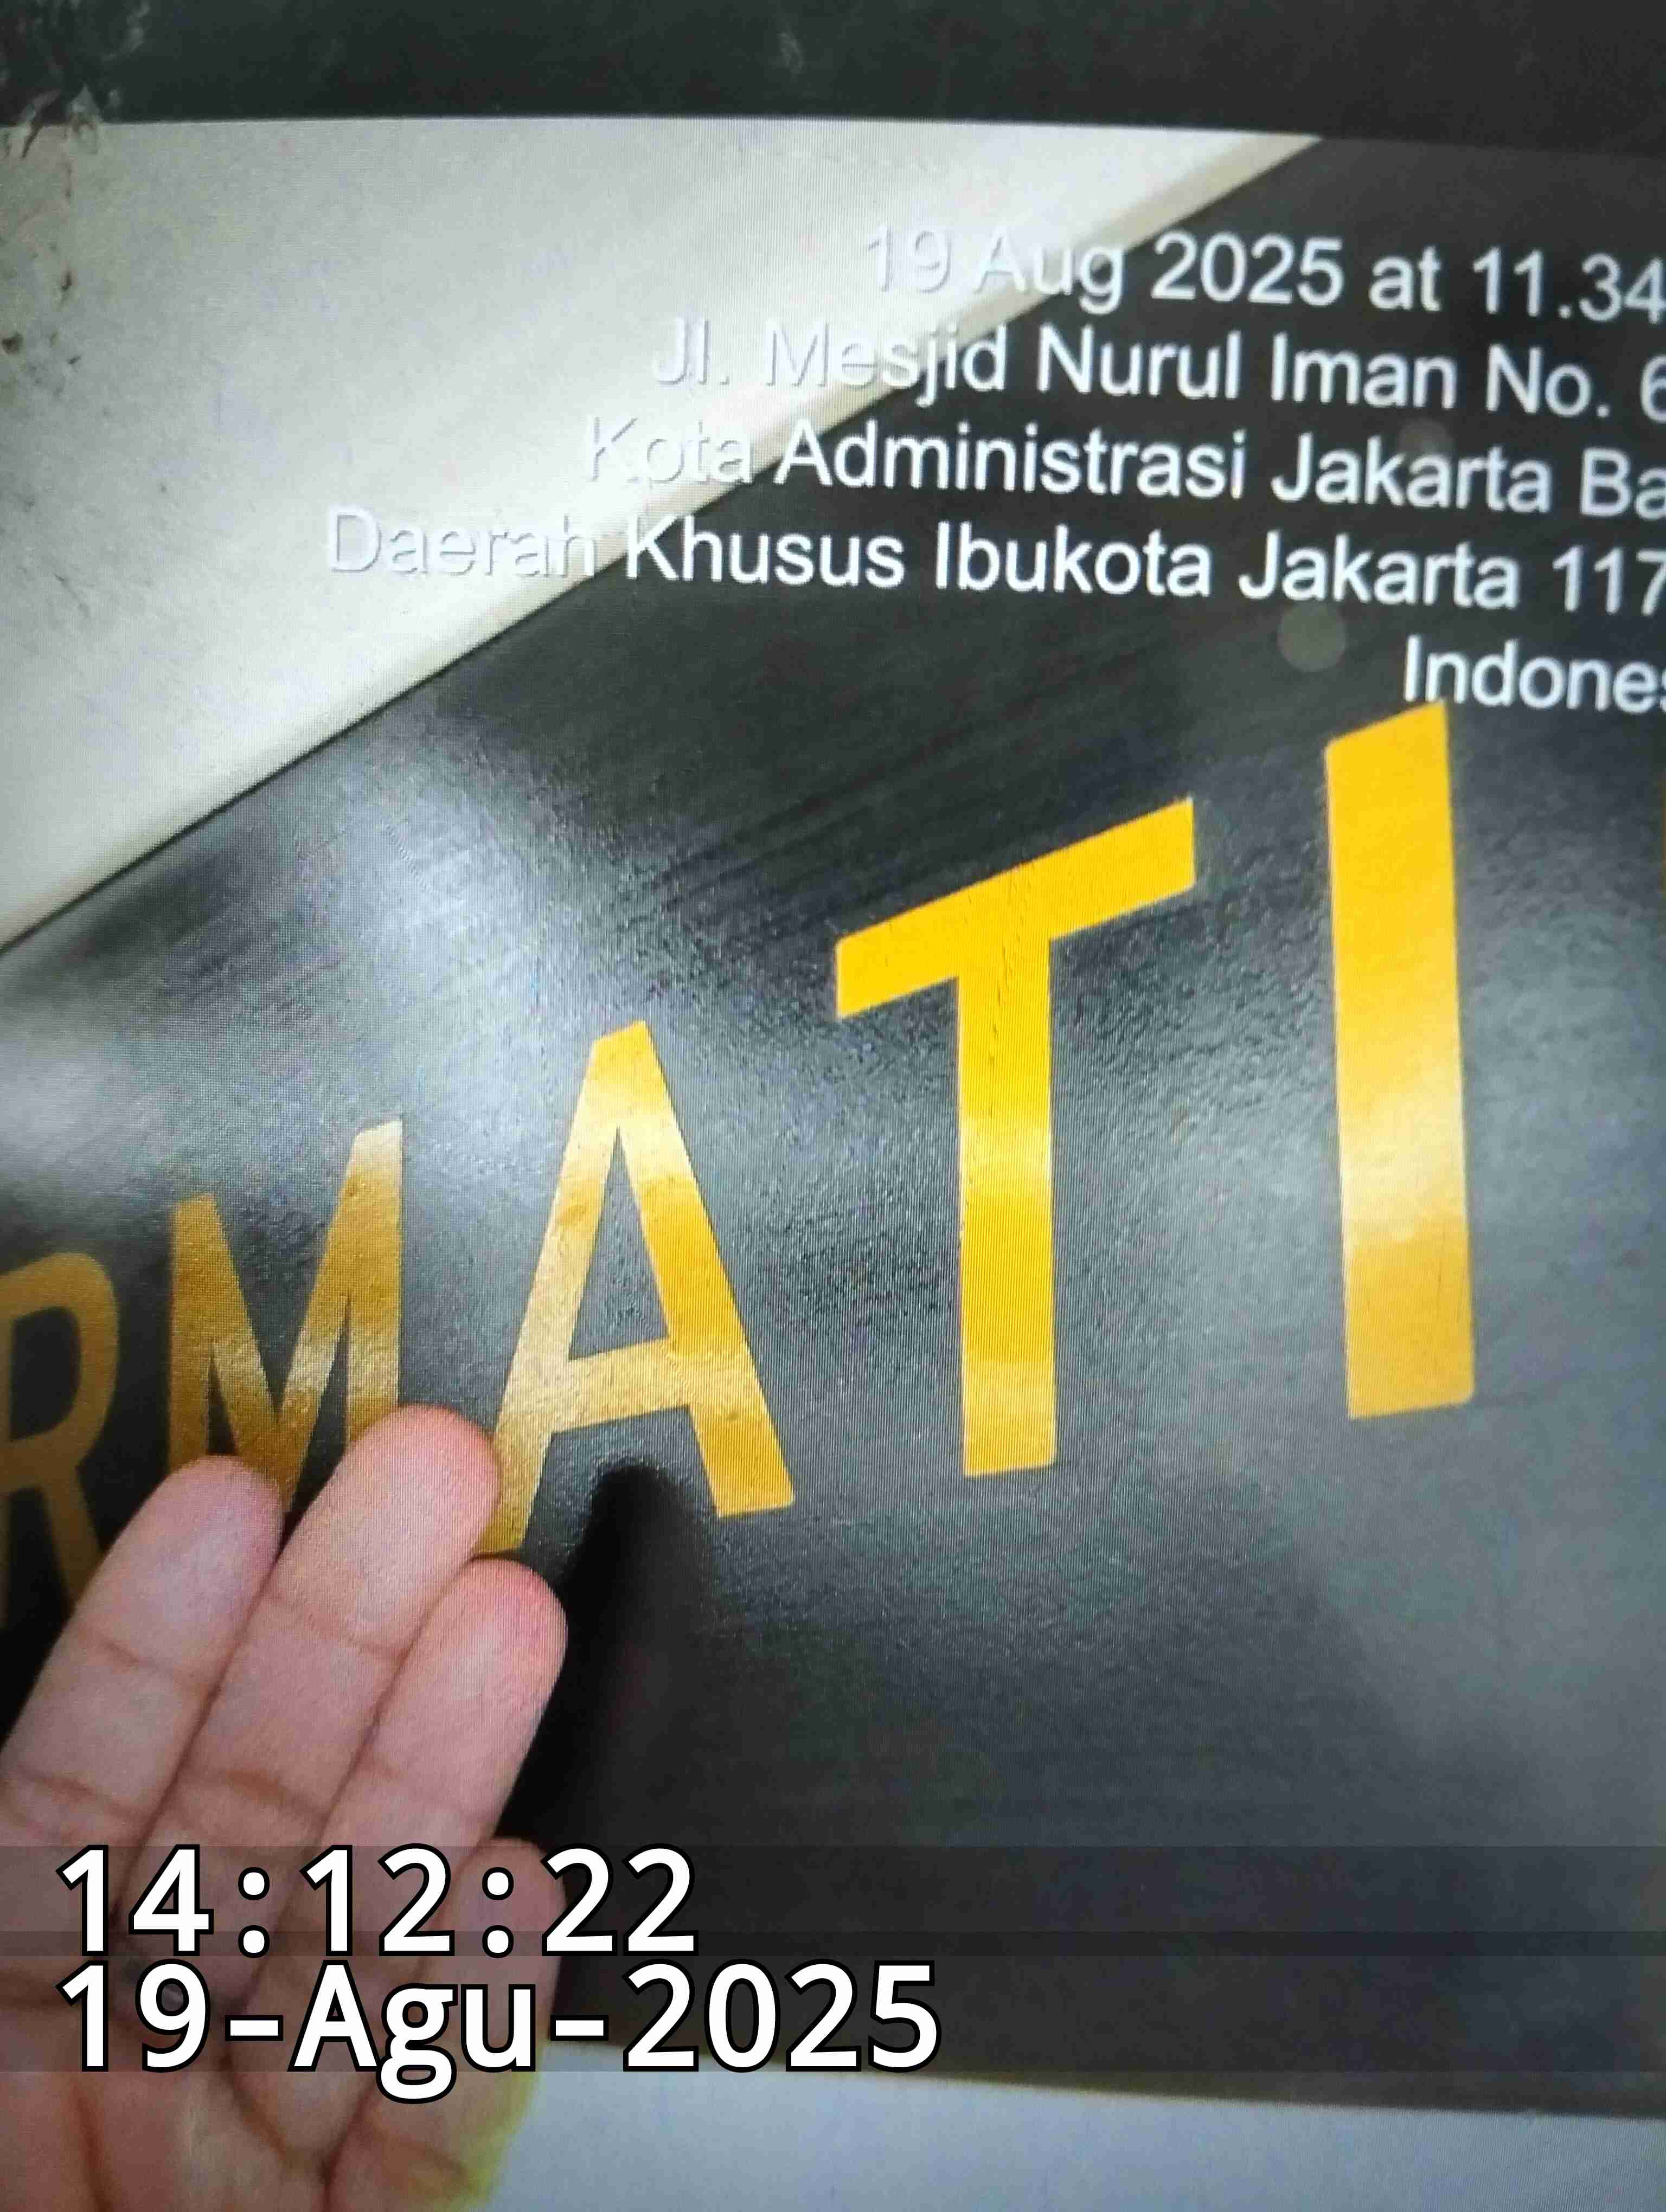 19 Aug 2025 at 11.34
Jl. Mesjid Nurul Iman No. 6
Kota Administrasi Jakarta Ba
Daerah Khusus Ibukota Jakarta 117
Indones
RMATI
14:12:22
19-Agu-2025